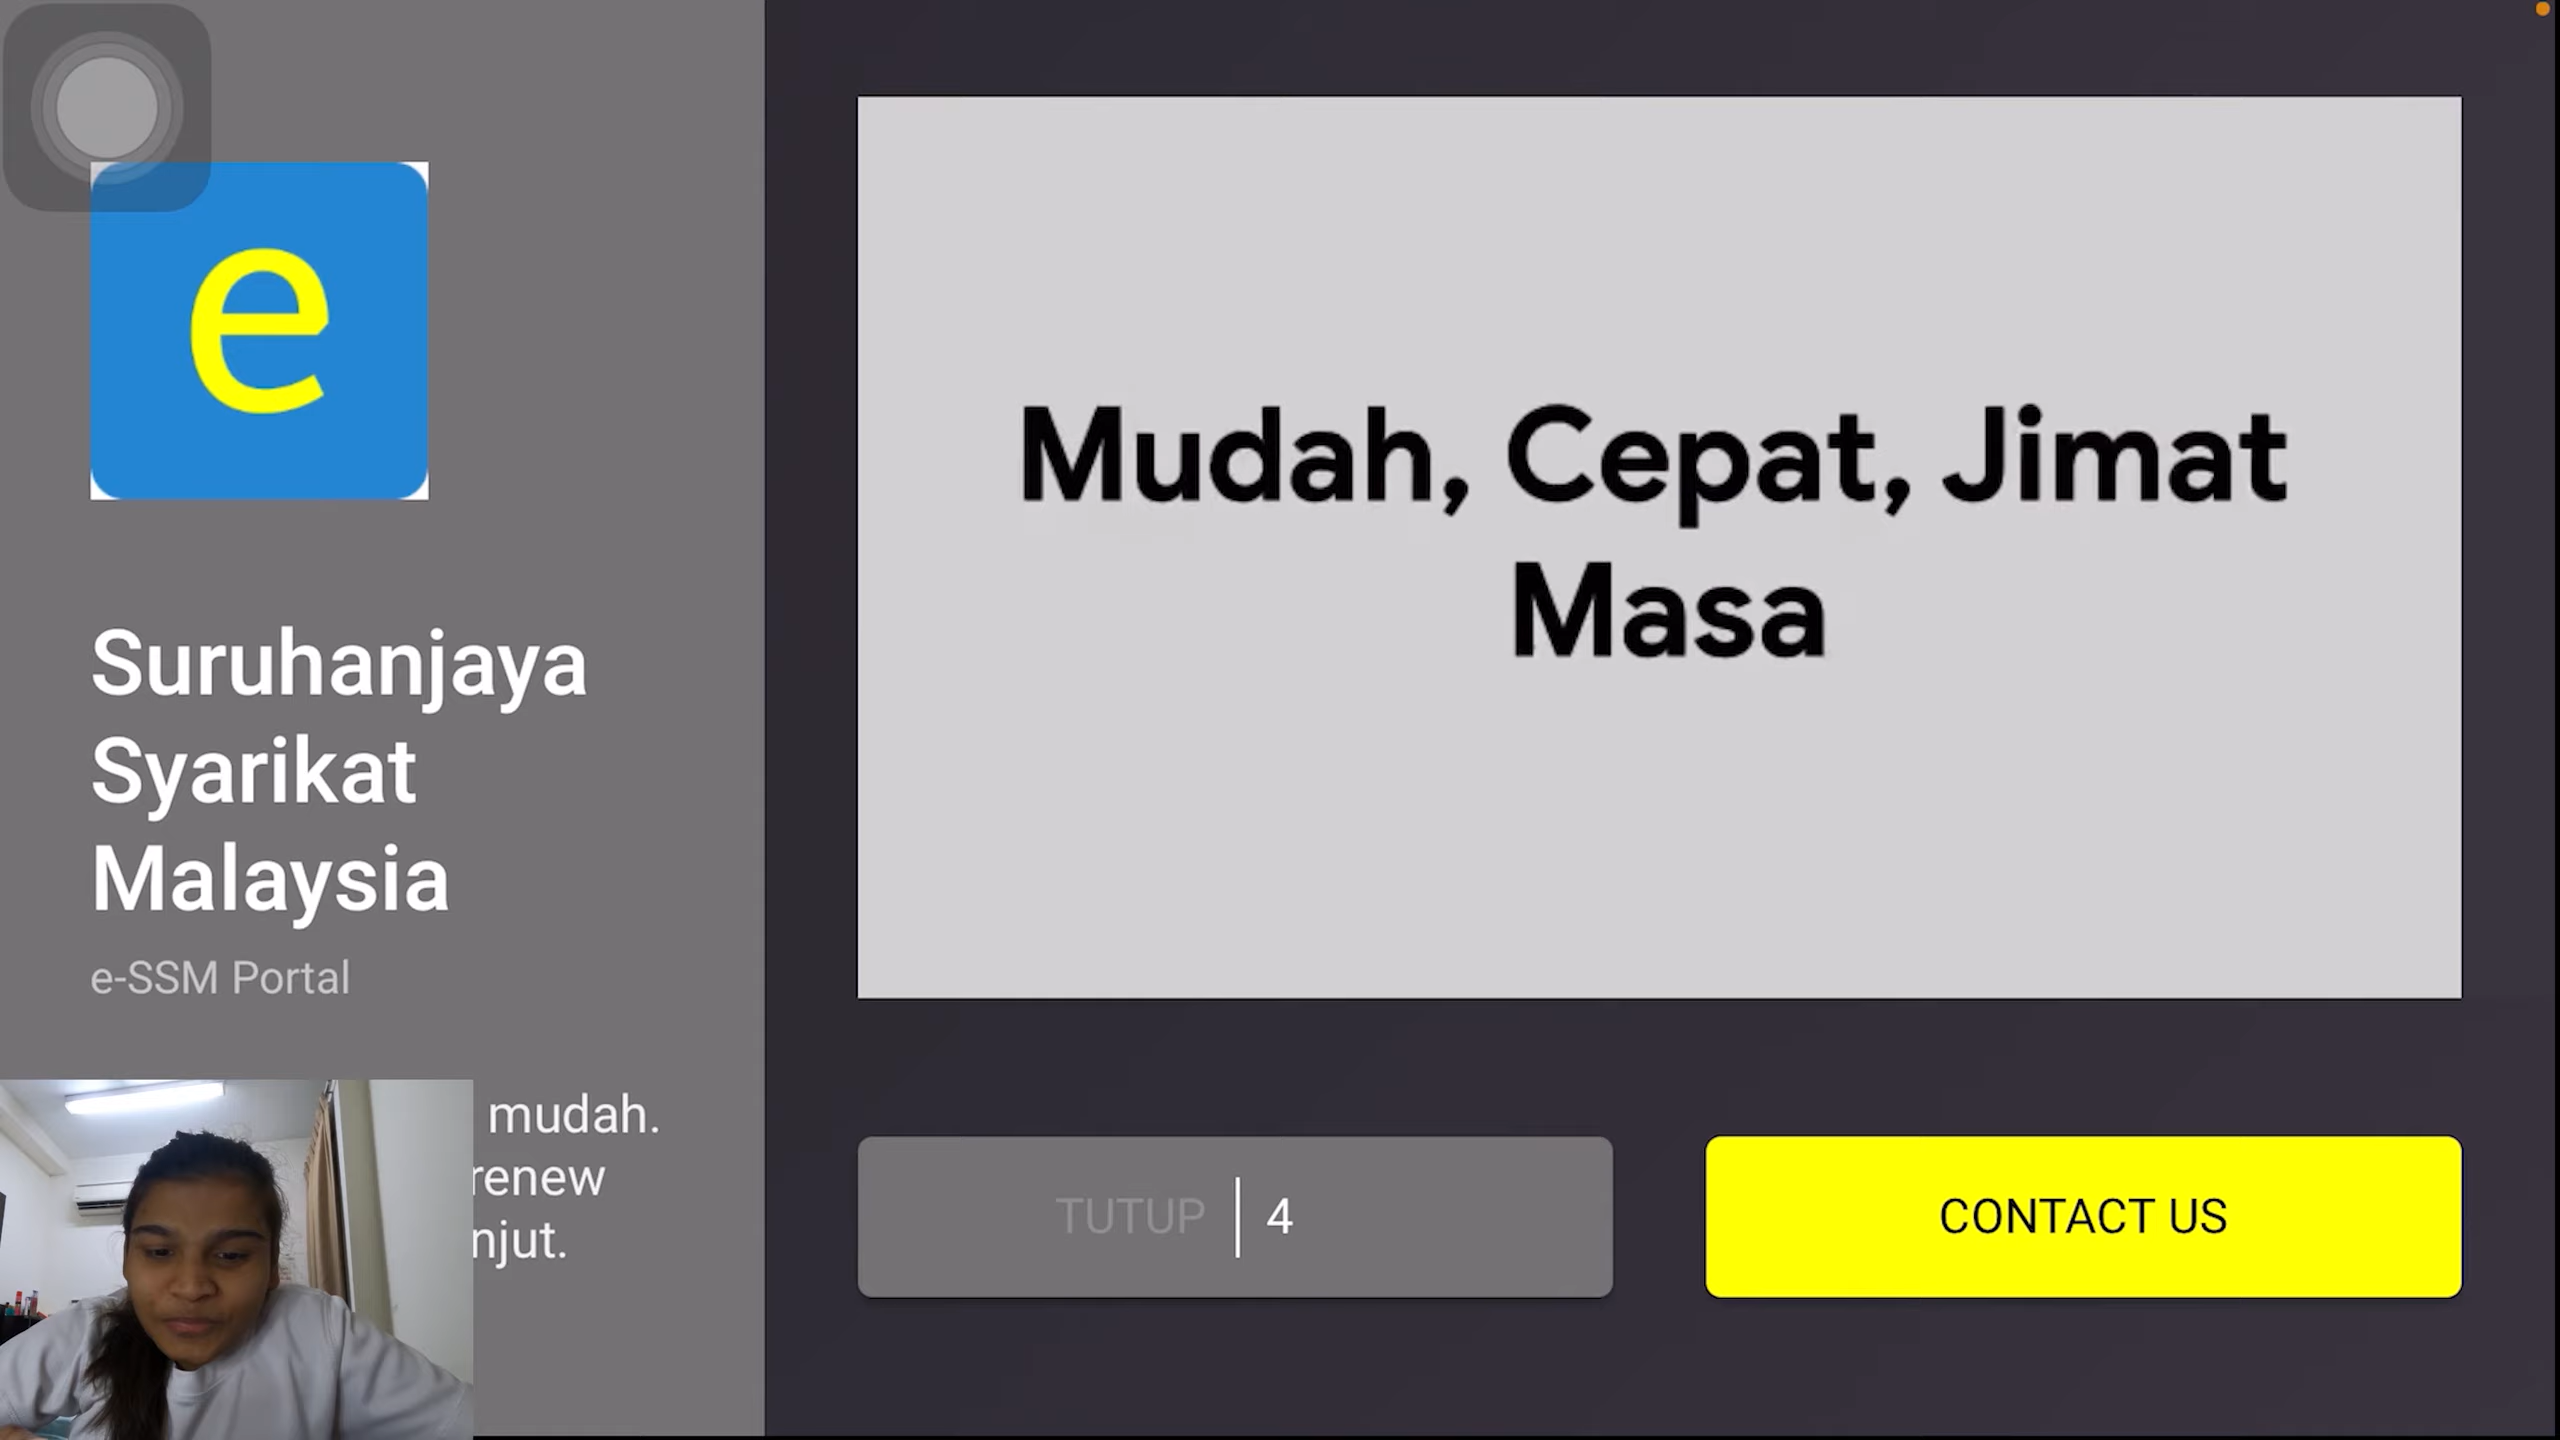 e
Suruhanjaya
Syarikat
Malaysia
e-SSM Portal
mudah.
renew
njut.
Mudah, Cepat, Jimat
Masa
TUTUP | 4
CONTACT US